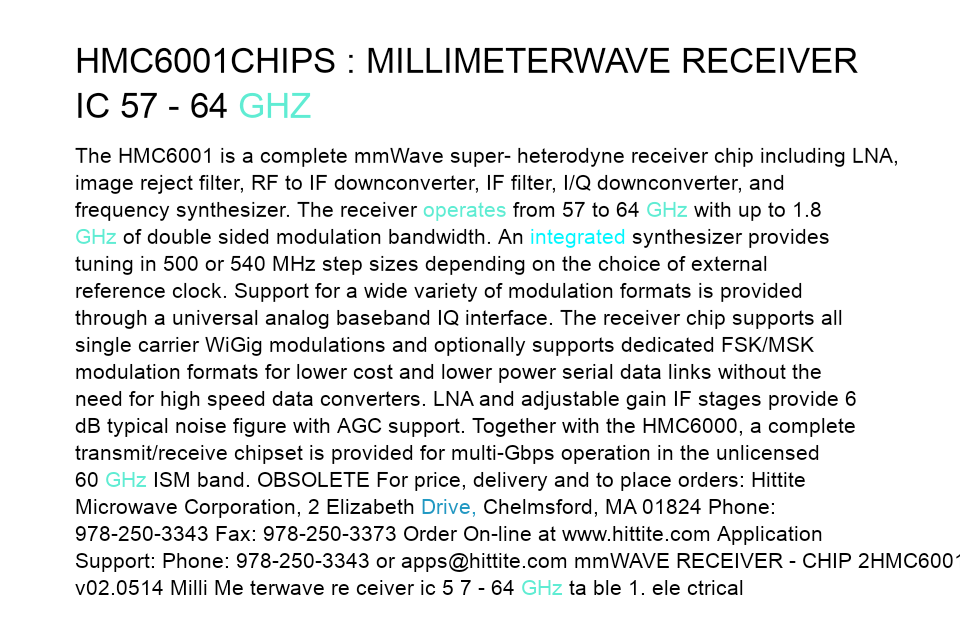 HMC6001CHIPS : MILLIMETERWAVE RECEIVER
IC 57 - 64 GHZ
The HMC6001 is a complete mmWave super- heterodyne receiver chip including LNA,
image reject filter, RF to IF downconverter, IF filter, I/Q downconverter, and
frequency synthesizer. The receiver operates from 57 to 64 GHz with up to 1.8
GHz of double sided modulation bandwidth. An integrated synthesizer provides
tuning in 500 or 540 MHz step sizes depending on the choice of external
reference clock. Support for a wide variety of modulation formats is provided
through a universal analog baseband IQ interface. The receiver chip supports all
single carrier WiGig modulations and optionally supports dedicated FSK/MSK
modulation formats for lower cost and lower power serial data links without the
need for high speed data converters. LNA and adjustable gain IF stages provide 6
dB typical noise figure with AGC support. Together with the HMC6000, a complete
transmit/receive chipset is provided for multi-Gbps operation in the unlicensed
60 GHz ISM band. OBSOLETE For price, delivery and to place orders: Hittite
Microwave Corporation, 2 Elizabeth Drive, Chelmsford, MA 01824 Phone:
978-250-3343 Fax: 978-250-3373 Order On-line at www.hittite.com Application
Support: Phone: 978-250-3343 or apps@hittite.com mmWAVE RECEIVER - CHIP 2HMC6001
v02.0514 Milli Me terwave re ceiver ic 5 7 - 64 GHz ta ble 1. ele ctrical